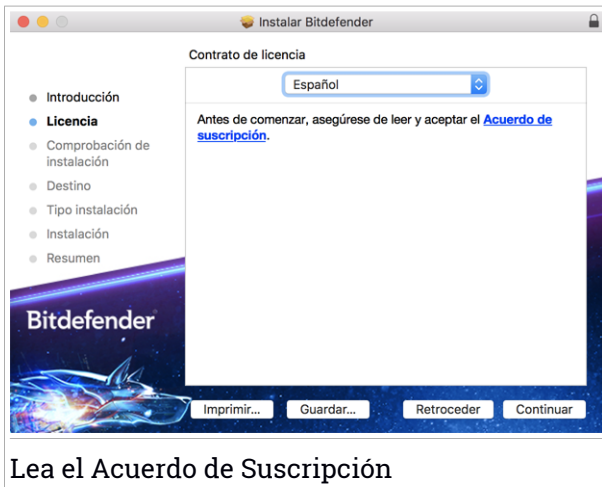 Instalar Bitdefender
Contrato de licencia
Español
Introducción
Licencia
Comprobación de
instalación
Destino
Tipo instalación
Instalación
Resumen
Antes de comenzar, asegúrese de leer y aceptar el Acuerdo de
suscripción.
Bitdefender
Imprimir...
Guardar...
Retroceder
Continuar
Lea el Acuerdo de Suscripción